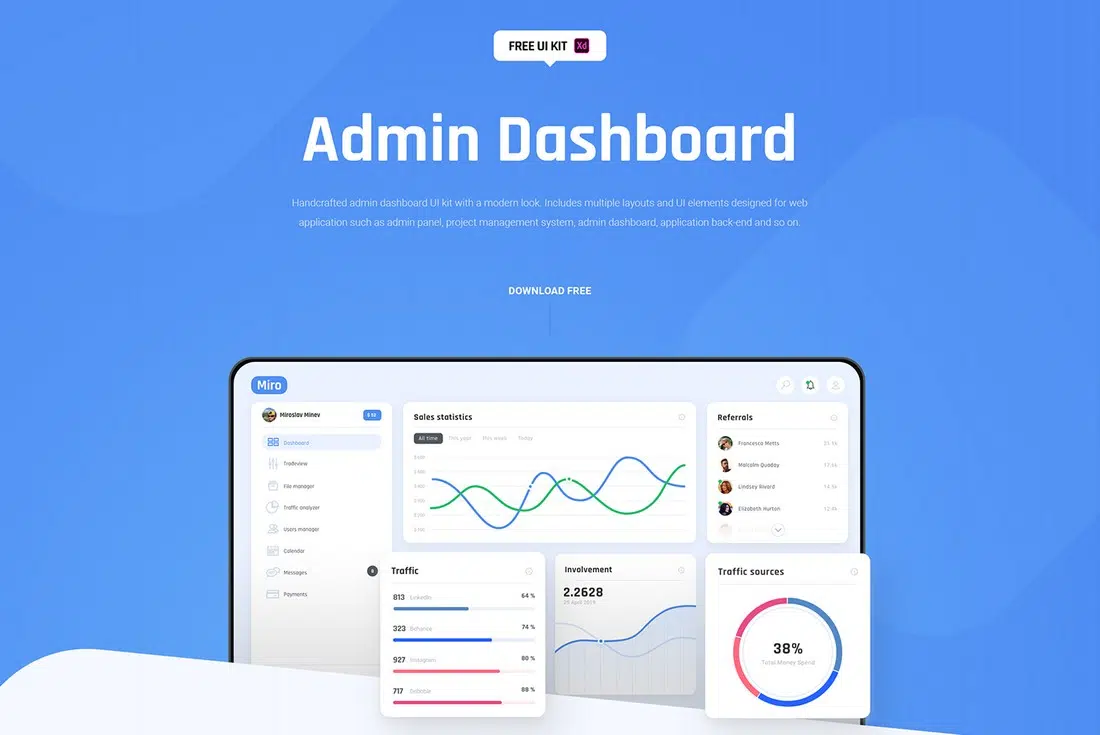 FREE UI KIT Xd
Admin Dashboard
Handcrafted admin dashboard UI kit with a modern look. Includes multiple layouts and UI elements designed for web
application such as admin panel, project management system, admin dashboard, application back-end and so on.
DOWNLOAD FREE
Miro
Miroslav Minev
Dashboard
Tradeview
File manager
Traffic analyzer
Users manager
Calendar
Messages
Payments
Sales statistics
All time This year This week Today
Referrals
Francesco Metts
Malcolm Quaday
Lindsey Rivard
Elizabeth Hurton
Traffic
813 LinkedIn 64 %
323 Behance 74 %
927 Instagram 80 %
717 Dribbble 88 %
Involvement
2.2628
25 April 2019
Traffic sources
38%
Total Money Spend